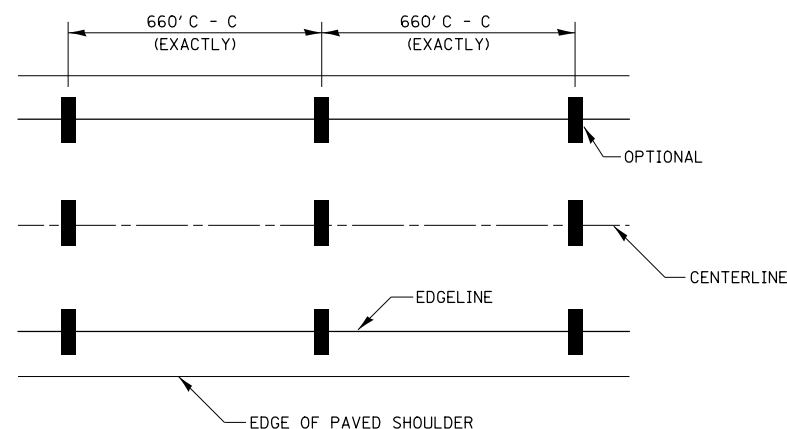 660' C - C
(EXACTLY)
660' C - C
(EXACTLY)
OPTIONAL
CENTERLINE
EDGELINE
EDGE OF PAVED SHOULDER